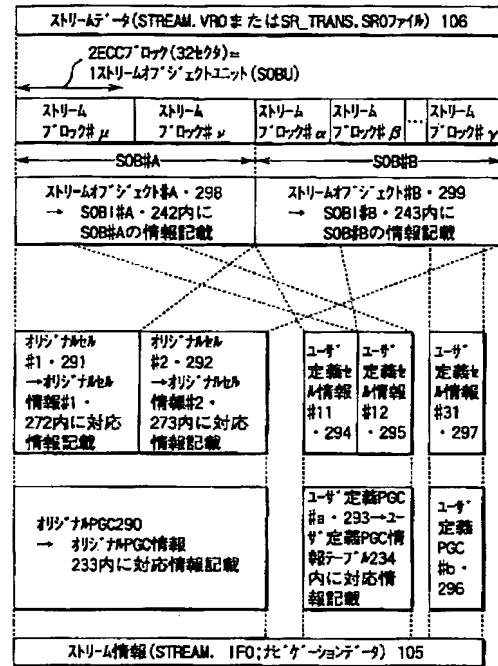 ストリームデータ(STREAM.VROまたはSR_TRANS.SROファイル) 106
2ECCブロック(32セクタ)=
1ストリームオブジェクトユニット(SOBU)
ストリーム
ブロック#μ
ストリーム
ブロック#ν
ストリーム
ブロック#α
ストリーム
ブロック#β
…
ストリーム
ブロック#γ
SOB#A
SOB#B
ストリームオブジェクト#A・298
→ SOBI#A・242内に
SOB#Aの情報記載
ストリームオブジェクト#B・299
→ SOBI#B・243内に
SOB#Bの情報記載
オリジナルセル
#1・291
→オリジナルセル
情報#1・
272内に対応
情報記載
オリジナルセル
#2・292
→オリジナルセル
情報#2・
273内に対応
情報記載
ユーザ
定義セ
ル情報
#11
・294
ユーザ
定義セ
ル情報
#12
・295
ユーザ
定義セ
ル情報
#31
・297
オリジナルPGC290
→ オリジナルPGC情報
233内に対応情報記載
ユーザ定義PGC
#a・293→ユー
ザ定義PGC情
報テーブル234
内に対応情
報記載
ユーザ
定義
PGC
#b・
296
ストリーム情報(STREAM. IFO;ナビゲーションデータ) 105